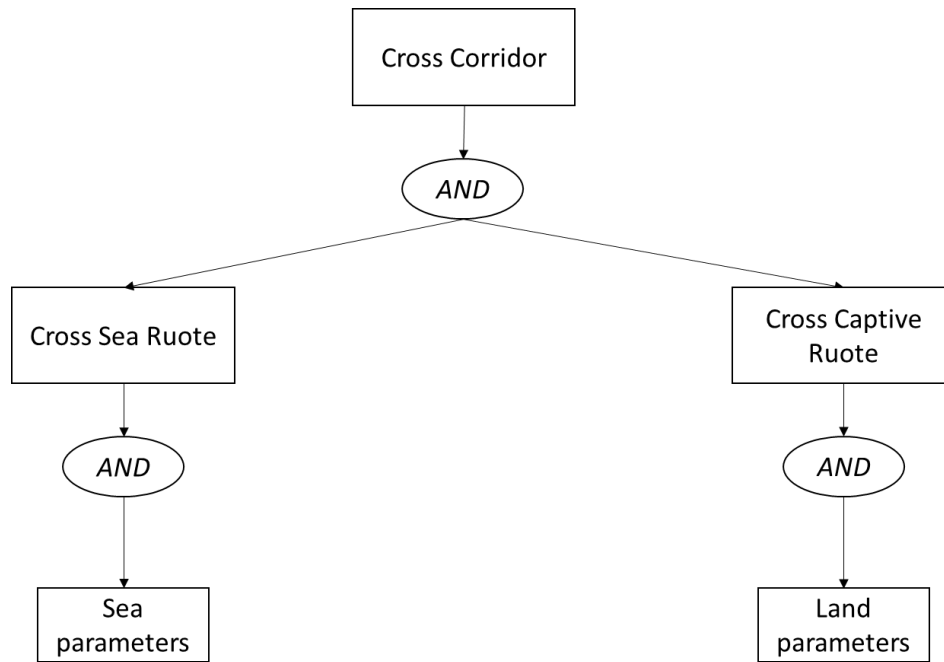 Cross Corridor
AND
Cross Sea Ruote
Cross Captive
Ruote
AND
AND
Sea
parameters
Land
parameters